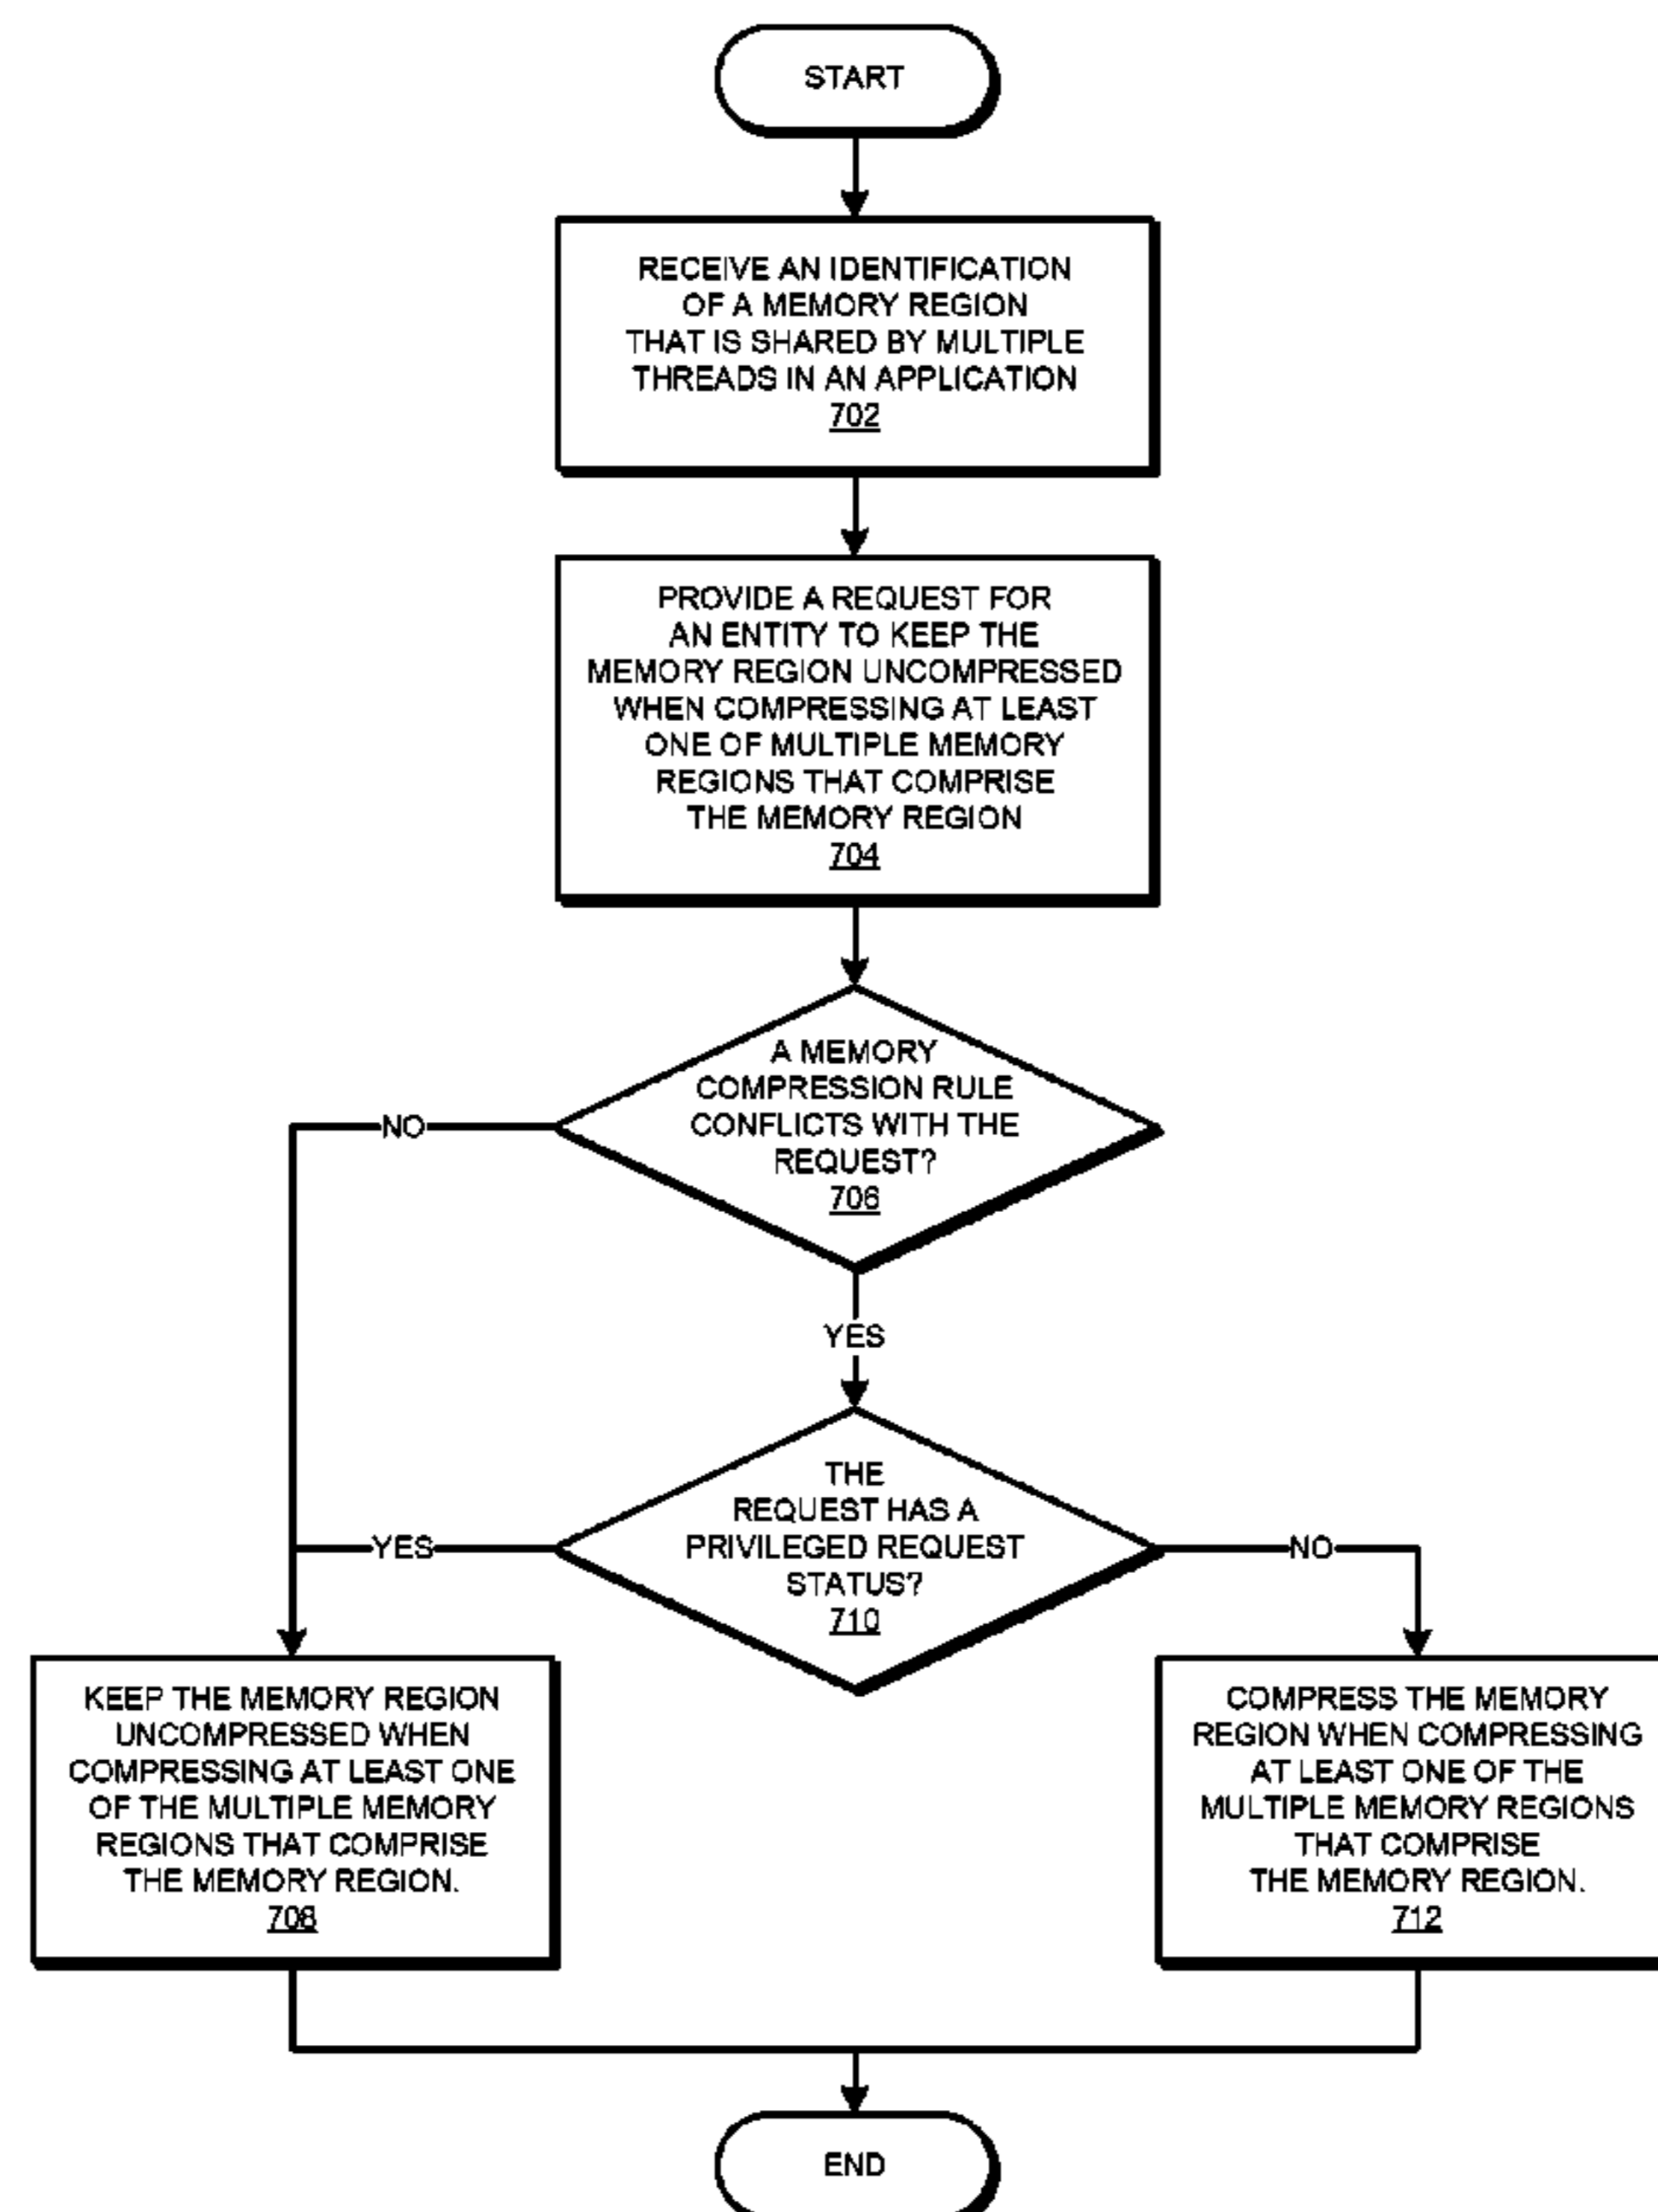 START
RECEIVE AN IDENTIFICATION
OF A MEMORY REGION
THAT IS SHARED BY MULTIPLE
THREADS IN AN APPLICATION
702
PROVIDE A REQUEST FOR
AN ENTITY TO KEEP THE
MEMORY REGION UNCOMPRESSED
WHEN COMPRESSING AT LEAST
ONE OF MULTIPLE MEMORY
REGIONS THAT COMPRISE
THE MEMORY REGION
704
A MEMORY
COMPRESSION RULE
CONFLICTS WITH THE
REQUEST?
706
NO
YES
THE
REQUEST HAS A
PRIVILEGED REQUEST
STATUS?
710
YES
NO
KEEP THE MEMORY REGION
UNCOMPRESSED WHEN
COMPRESSING AT LEAST ONE
OF THE MULTIPLE MEMORY
REGIONS THAT COMPRISE
THE MEMORY REGION.
708
COMPRESS THE MEMORY
REGION WHEN COMPRESSING
AT LEAST ONE OF THE
MULTIPLE MEMORY REGIONS
THAT COMPRISE
THE MEMORY REGION.
712
END